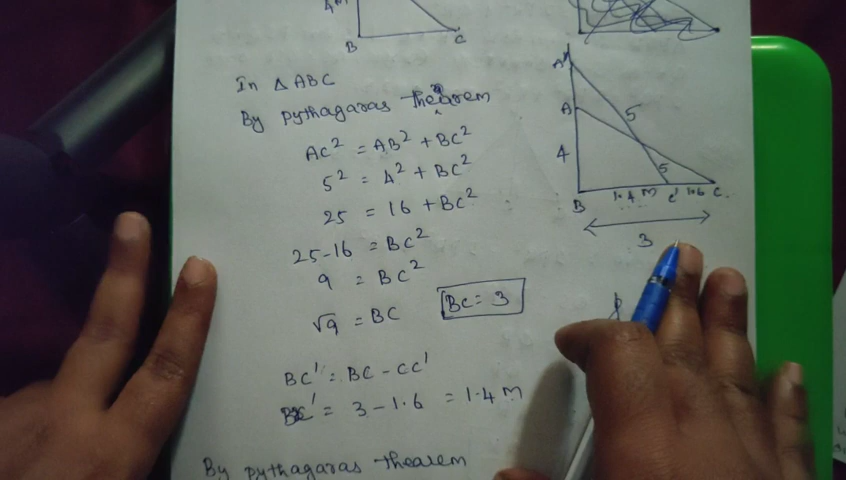 4m
B
C
In △ ABC
By pythagaras theorem
AC² = AB² + BC²
5² = 4² + BC²
25 = 16 + BC²
25-16 = BC²
9 = BC²
√9 = BC
BC = 3
BC' = BC - CC'
BC' = 3 - 1.6 = 1.4 m
By pythagaras thearem
A'
A
5
4
5
B
1.4 m
C'
1.6
C
3